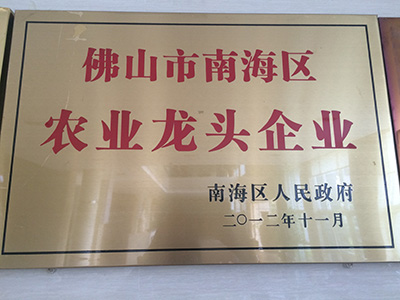 佛山市南海区
农业龙头企业
南海区人民政府
二〇一二年十一月